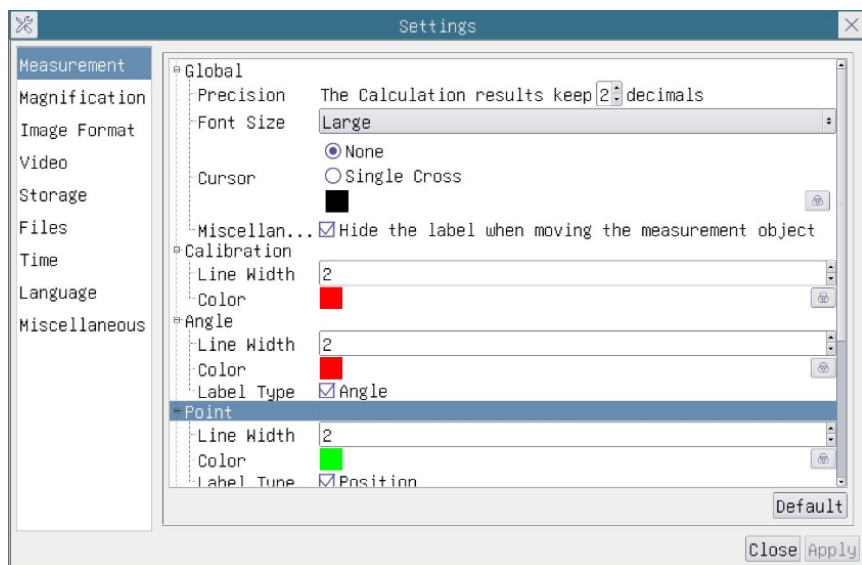 Settings
Measurement
Magnification
Image Format
Video
Storage
Files
Time
Language
Miscellaneous
Global
Precision The Calculation results keep 2 decimals
Font Size Large
Cursor
None
Single Cross
Miscellan... Hide the label when moving the measurement object
Calibration
Line Width 2
Color
Angle
Line Width 2
Color
Label Type Angle
Point
Line Width 2
Color
Label Type Position
Default
Close Apply